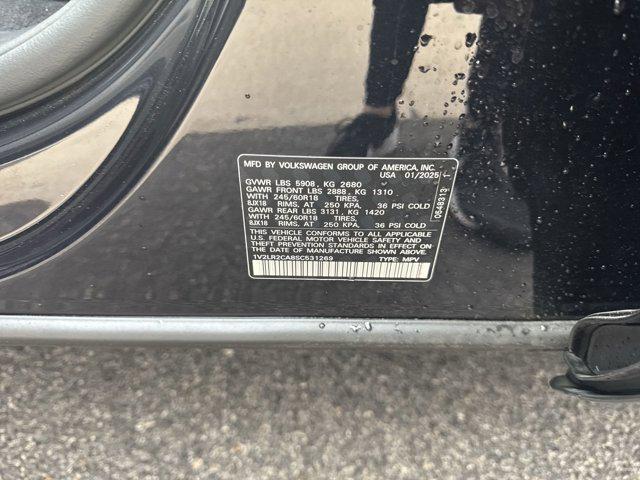 MFD BY VOLKSWAGEN GROUP OF AMERICA, INC.
USA 01/2025
GVWR LBS 5908, KG 2680
GAWR FRONT LBS 2888, KG 1310
WITH 245/60R18 TIRES,
8JX18 RIMS, AT 250 KPA, 36 PSI COLD
GAWR REAR LBS 3131, KG 1420
WITH 245/60R18 TIRES,
8JX18 RIMS, AT 250 KPA, 36 PSI COLD
THIS VEHICLE CONFORMS TO ALL APPLICABLE
U.S. FEDERAL MOTOR VEHICLE SAFETY AND
THEFT PREVENTION STANDARDS IN EFFECT ON
THE DATE OF MANUFACTURE SHOWN ABOVE.
1V2LR2CA8SC531269 TYPE: MPV
0548313